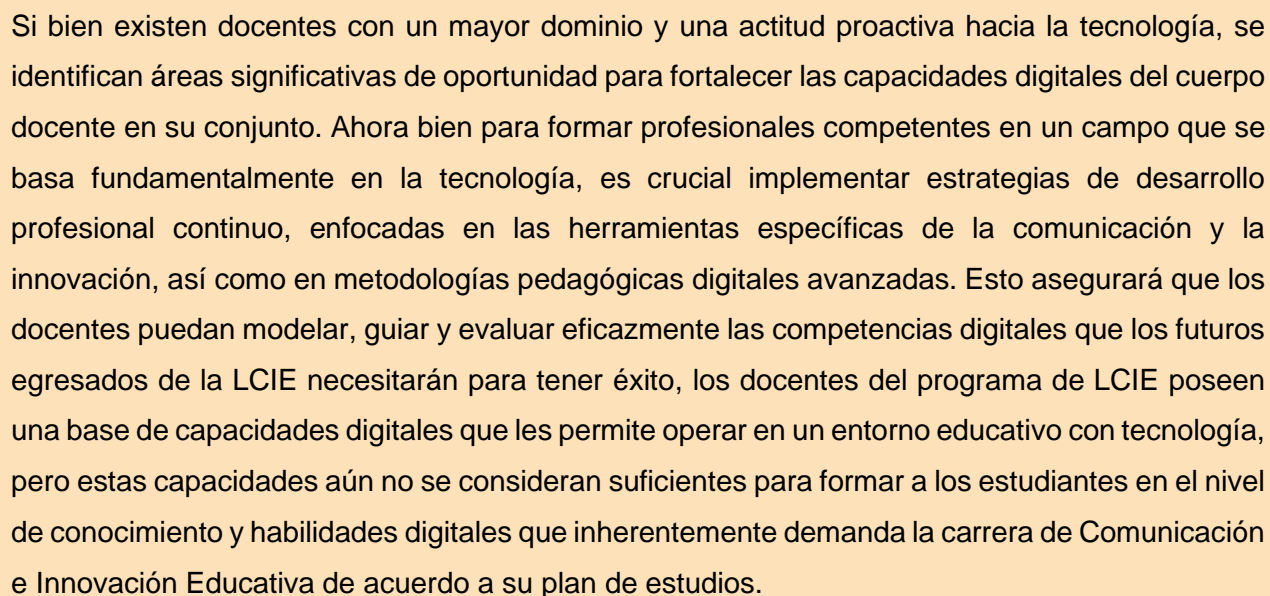 Si bien existen docentes con un mayor dominio y una actitud proactiva hacia la tecnología, se
identifican áreas significativas de oportunidad para fortalecer las capacidades digitales del cuerpo
docente en su conjunto. Ahora bien para formar profesionales competentes en un campo que se
basa fundamentalmente en la tecnología, es crucial implementar estrategias de desarrollo
profesional continuo, enfocadas en las herramientas específicas de la comunicación y la
innovación, así como en metodologías pedagógicas digitales avanzadas. Esto asegurará que los
docentes puedan modelar, guiar y evaluar eficazmente las competencias digitales que los futuros
egresados de la LCIE necesitarán para tener éxito, los docentes del programa de LCIE poseen
una base de capacidades digitales que les permite operar en un entorno educativo con tecnología,
pero estas capacidades aún no se consideran suficientes para formar a los estudiantes en el nivel
de conocimiento y habilidades digitales que inherentemente demanda la carrera de Comunicación
e Innovación Educativa de acuerdo a su plan de estudios.